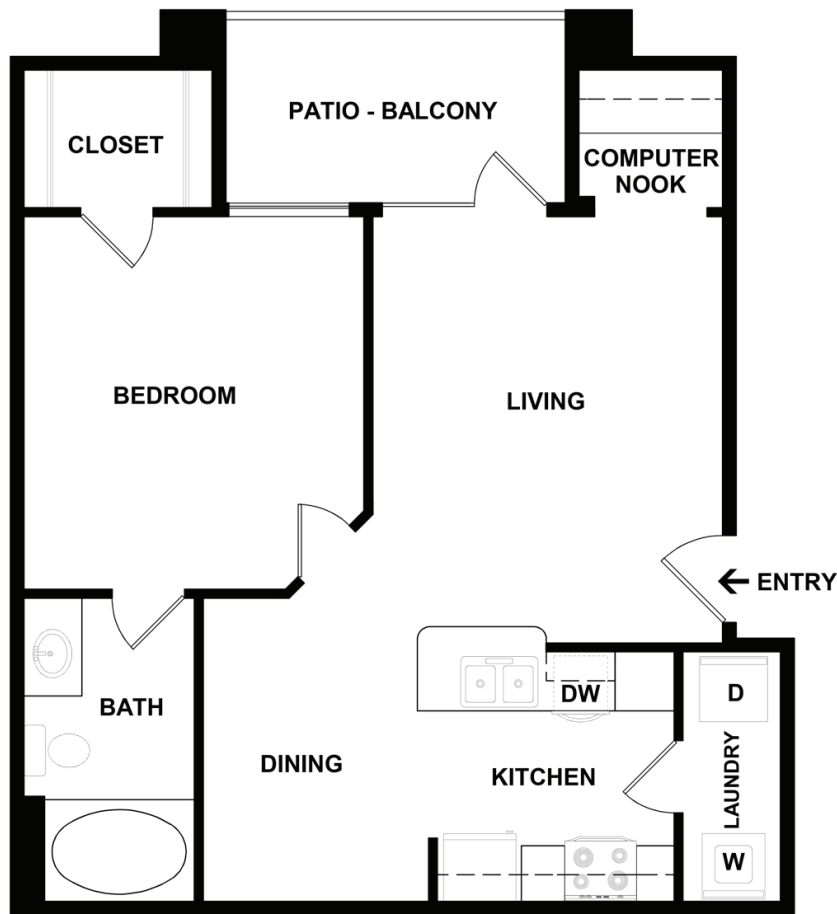 PATIO - BALCONY
CLOSET
COMPUTER
NOOK
BEDROOM
LIVING
ENTRY
DW
D
BATH
LAUNDRY
DINING
KITCHEN
W